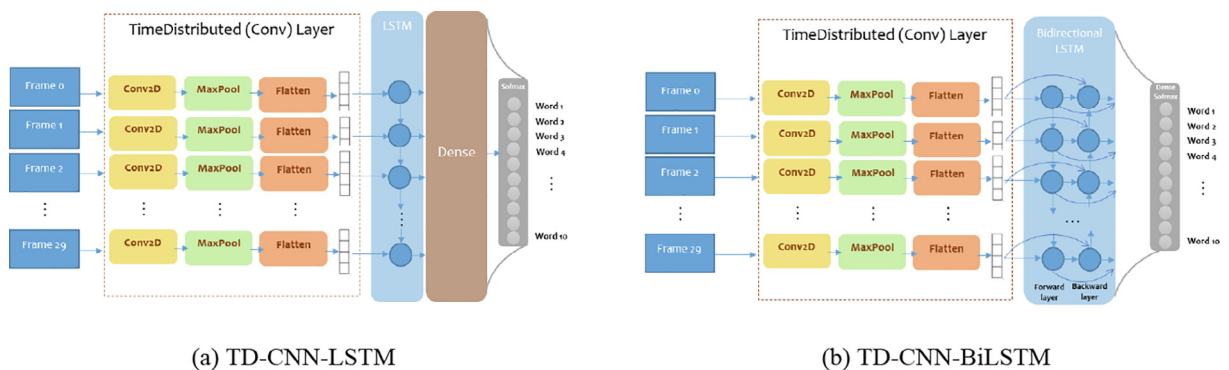 TimeDistributed (Conv) Layer
LSTM
Frame 0
Conv2D
MaxPool
Flatten
Frame 1
Conv2D
MaxPool
Flatten
Frame 2
Conv2D
MaxPool
Flatten
Frame 29
Conv2D
MaxPool
Flatten
Dense
Softmax
Word 1
Word 2
Word 3
Word 4
Word 10
(a) TD-CNN-LSTM
TimeDistributed (Conv) Layer
Bidirectional
LSTM
Frame 0
Conv2D
MaxPool
Flatten
Frame 1
Conv2D
MaxPool
Flatten
Frame 2
Conv2D
MaxPool
Flatten
Frame 29
Conv2D
MaxPool
Flatten
Forward
layer
Backward
layer
Dense
Softmax
Word 1
Word 2
Word 3
Word 4
Word 10
(b) TD-CNN-BiLSTM